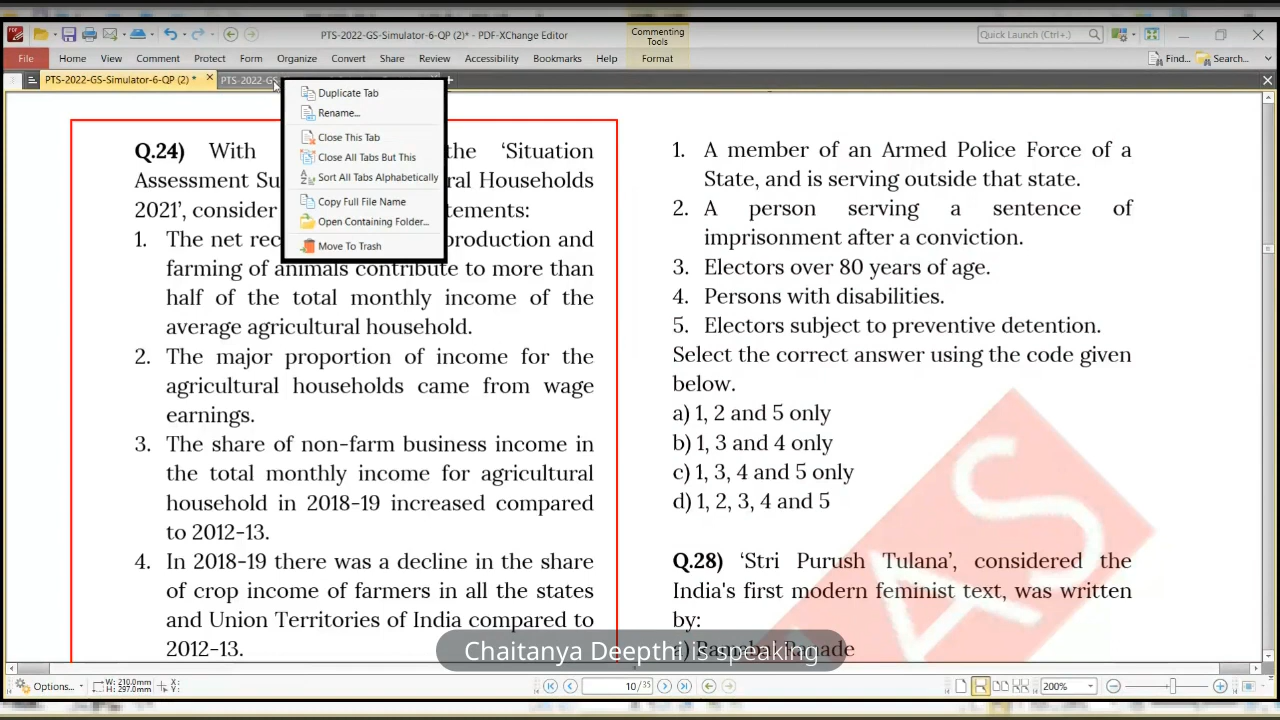 PTS-2022-GS-Simulator-6-QP (2)* - PDF-XChange Editor
Commenting Tools
Quick Launch (Ctrl+.)
File Home View Comment Protect Form Organize Convert Share Review Accessibility Bookmarks Help Format
Find... Search...
PTS-2022-GS-Simulator-6-QP (2) *
PTS-2022-GS
Duplicate Tab
Rename...
Close This Tab
Close All Tabs But This
Sort All Tabs Alphabetically
Copy Full File Name
Open Containing Folder...
Move To Trash
Q.24) With the ‘Situation
Assessment Su ral Households
2021’, consider tements:
1. The net rec production and
farming of animals contribute to more than
half of the total monthly income of the
average agricultural household.
2. The major proportion of income for the
agricultural households came from wage
earnings.
3. The share of non-farm business income in
the total monthly income for agricultural
household in 2018-19 increased compared
to 2012-13.
4. In 2018-19 there was a decline in the share
of crop income of farmers in all the states
and Union Territories of India compared to
2012-13.
1. A member of an Armed Police Force of a
State, and is serving outside that state.
2. A person serving a sentence of
imprisonment after a conviction.
3. Electors over 80 years of age.
4. Persons with disabilities.
5. Electors subject to preventive detention.
Select the correct answer using the code given
below.
a) 1, 2 and 5 only
b) 1, 3 and 4 only
c) 1, 3, 4 and 5 only
d) 1, 2, 3, 4 and 5
Q.28) ‘Stri Purush Tulana’, considered the
India's first modern feminist text, was written
by:
IAS
Chaitanya Deepthi is speaking
Options...
W: 210.0mm
H: 297.0mm
X:
Y:
10/35
200%